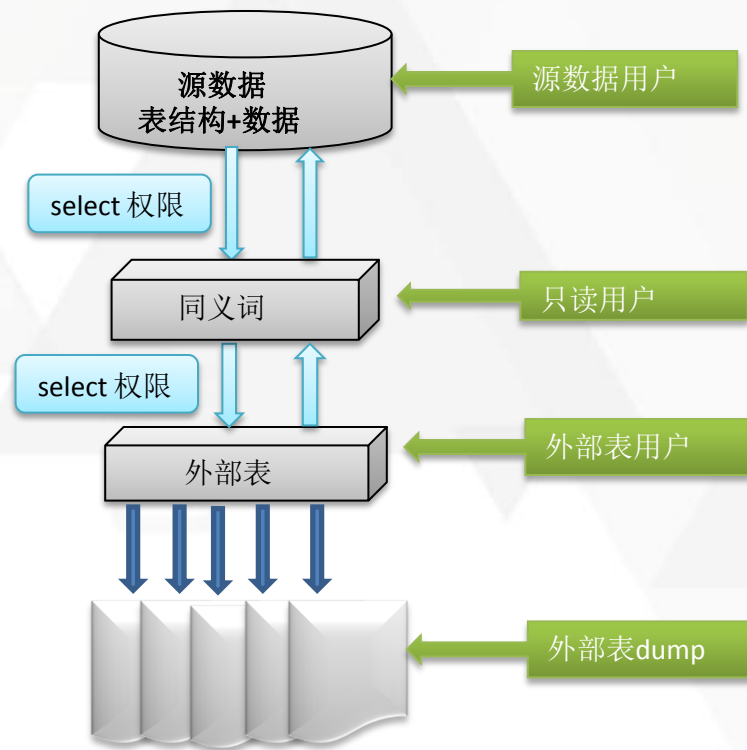 源数据
表结构+数据
源数据用户
select 权限
同义词
只读用户
select 权限
外部表
外部表用户
外部表dump